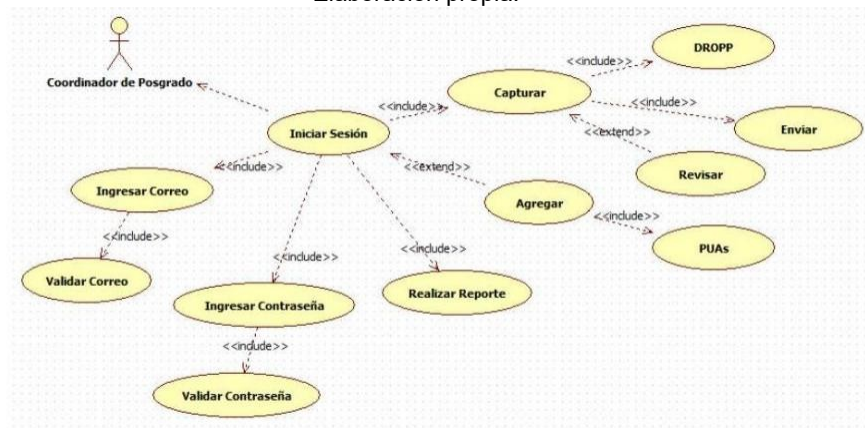 Elaboración propia.
DROPP
<<include>>
Coordinador de Posgrado
Capturar
<<include>>
<<include>>
Enviar
Iniciar Sesión
<<extend>>
<<include>>
<<extend>>
Revisar
Ingresar Correo
Agregar
<<include>>
<<include>>
PUAs
<<include>>
<<include>>
Validar Correo
Realizar Reporte
Ingresar Contraseña
<<include>>
Validar Contraseña